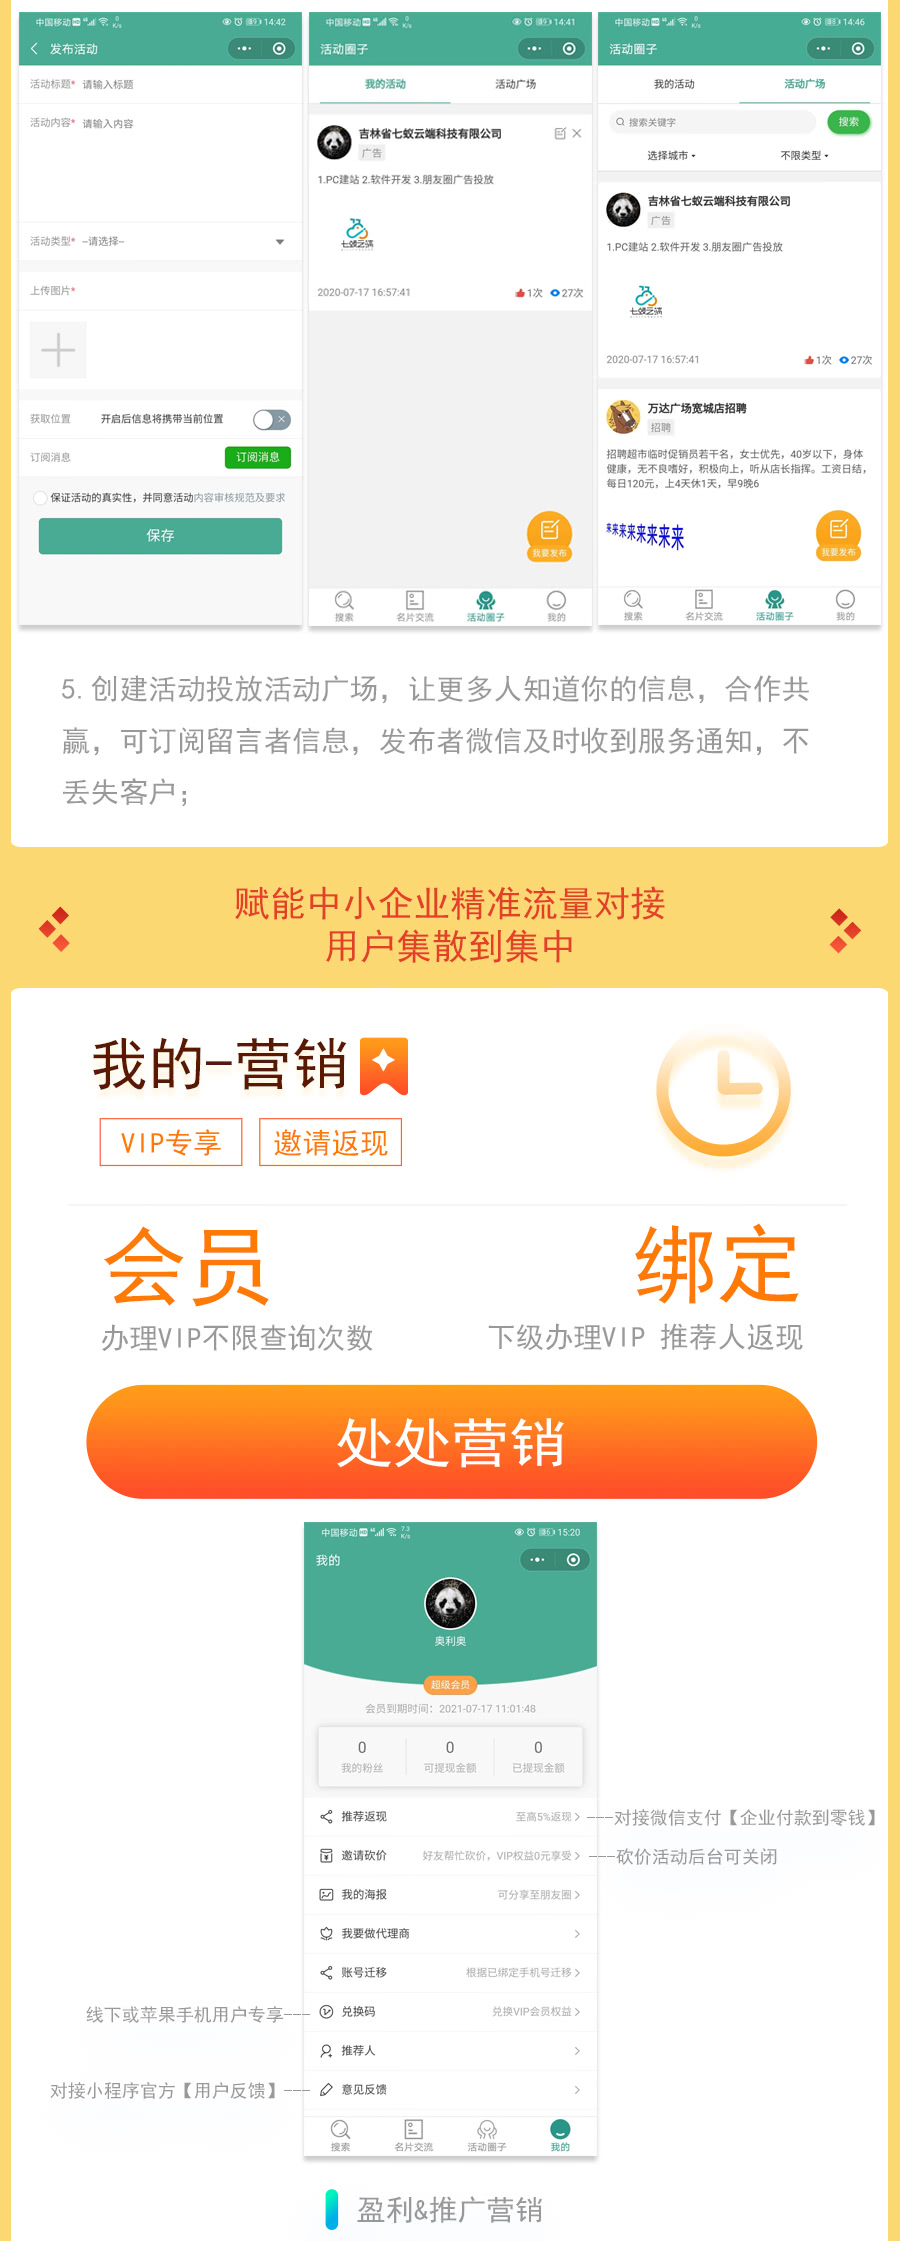 中国移动 14:42
发布活动
活动标题* 请输入标题
活动内容* 请输入内容
活动类型* --请选择--
上传图片*
获取位置 开启后信息将携带当前位置
订阅消息 订阅消息
保证活动的真实性，并同意活动内容审核规范及要求
保存
中国移动 14:41
活动圈子
我的活动 活动广场
吉林省七蚁云端科技有限公司
广告
1.PC建站 2.软件开发 3.朋友圈广告投放
2020-07-17 16:57:41 1次 27次
我要发布
搜索 名片交流 活动圈子 我的
中国移动 14:46
活动圈子
我的活动 活动广场
搜索关键字 搜索
选择城市 不限类型
吉林省七蚁云端科技有限公司
广告
1.PC建站 2.软件开发 3.朋友圈广告投放
2020-07-17 16:57:41 1次 27次
万达广场宽城店招聘
招聘
招聘超市临时促销员若干名，女士优先，40岁以下，身体
健康，无不良嗜好，积极向上，听从店长指挥。工资日结，
每日120元，上4天休1天，早9晚6
来来来来来来来来
我要发布
搜索 名片交流 活动圈子 我的
5. 创建活动投放活动广场，让更多人知道你的信息，合作共
赢，可订阅留言者信息，发布者微信及时收到服务通知，不
丢失客户；
赋能中小企业精准流量对接
用户集散到集中
我的-营销
VIP专享 邀请返现
会员 绑定
办理VIP不限查询次数 下级办理VIP 推荐人返现
处处营销
中国移动 7.3 K/s 15:20
我的
奥利奥
超级会员
会员到期时间：2021-07-17 11:01:48
0 0 0
我的粉丝 可提现金额 已提现金额
推荐返现 至高5%返现 ---对接微信支付【企业付款到零钱】
邀请砍价 好友帮忙砍价，VIP权益0元享受 ---砍价活动后台可关闭
我的海报 可分享至朋友圈
我要做代理商
账号迁移 根据已绑定手机号迁移
线下或苹果手机用户专享--- 兑换码 兑换VIP会员权益
推荐人
对接小程序官方【用户反馈】--- 意见反馈
搜索 名片交流 活动圈子 我的
盈利&推广营销